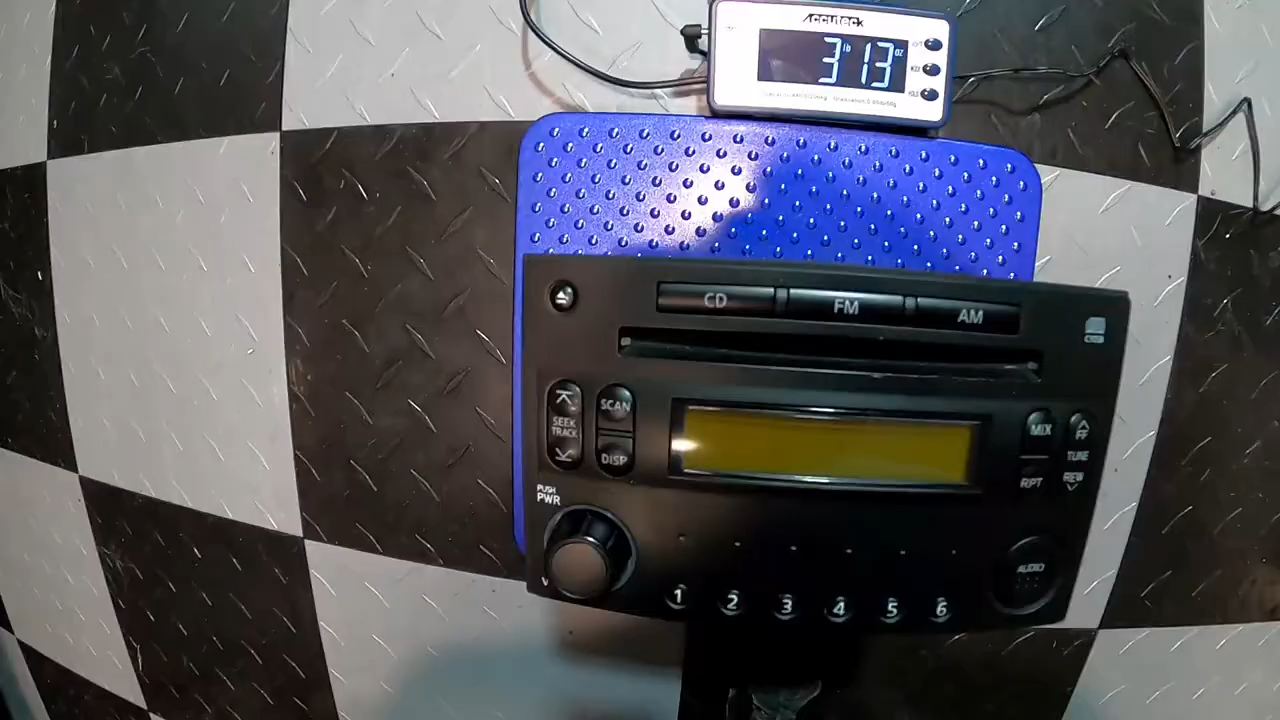 Accuteck
3 lb 13 oz
HOLD
CD FM AM
SCAN
SEEK
TRACK
DISP
MIX
FF
TUNE
RPT
REW
PUSH
PWR
AUDIO
1 2 3 4 5 6